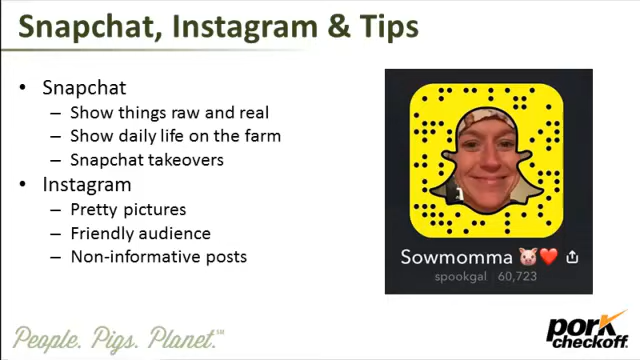 Snapchat, Instagram & Tips
• Snapchat
– Show things raw and real
– Show daily life on the farm
– Snapchat takeovers
• Instagram
– Pretty pictures
– Friendly audience
– Non-informative posts
Sowmomma 🐷❤️
spookgal | 60,723
People. Pigs. Planet.℠
pork checkoff.